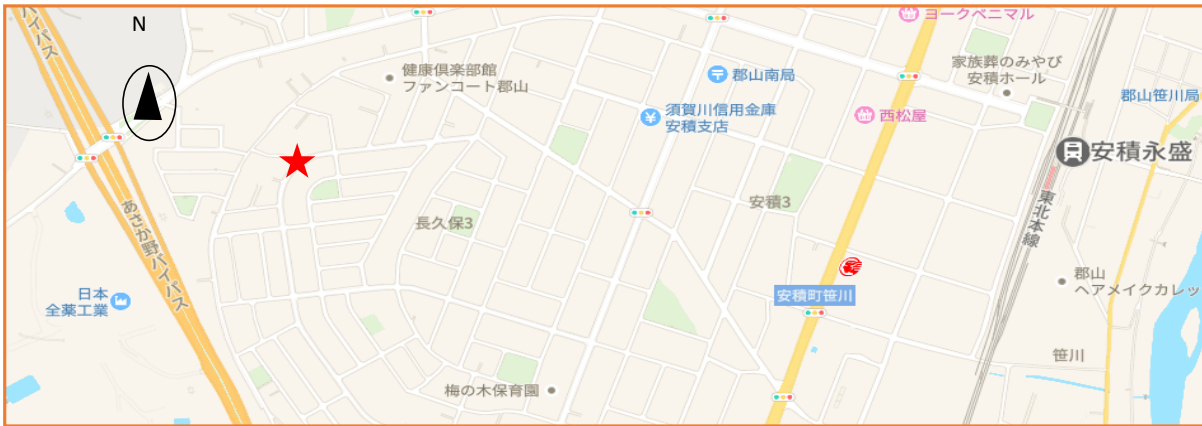 バイパス
N
ヨークベニマル
健康倶楽部館
ファンコート郡山
郡山南局
家族葬のみやび
安積ホール
郡山笹川局
須賀川信用金庫
安積支店
西松屋
安積永盛
あさか野バイパス
長久保3
安積3
東北本線
日本
全薬工業
安積町笹川
郡山
ヘアメイクカレッ
笹川
梅の木保育園